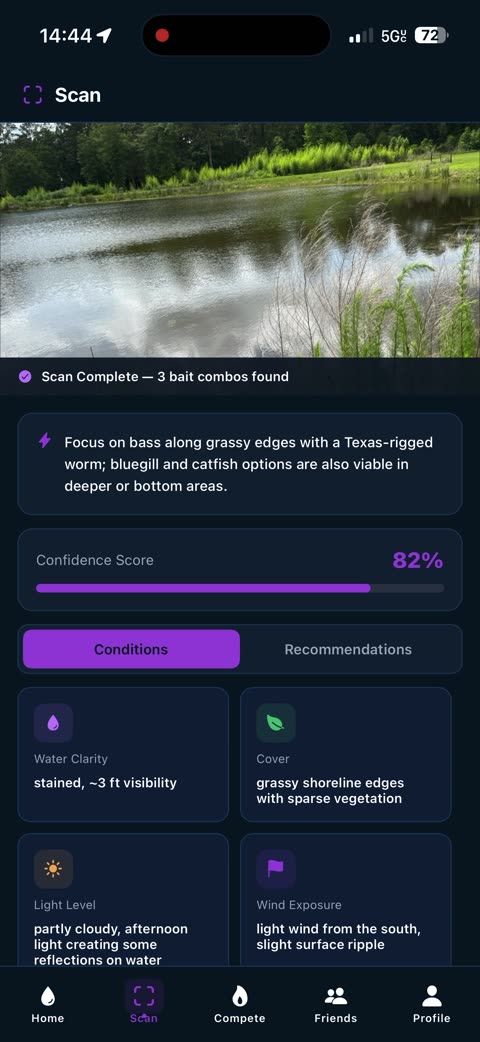 14:44
5G
72
Scan
Scan Complete — 3 bait combos found
Focus on bass along grassy edges with a Texas-rigged
worm; bluegill and catfish options are also viable in
deeper or bottom areas.
Confidence Score
82%
Conditions
Recommendations
Water Clarity
stained, ~3 ft visibility
Cover
grassy shoreline edges
with sparse vegetation
Light Level
partly cloudy, afternoon
light creating some
reflections on water
Wind Exposure
light wind from the south,
slight surface ripple
Home
Scan
Compete
Friends
Profile